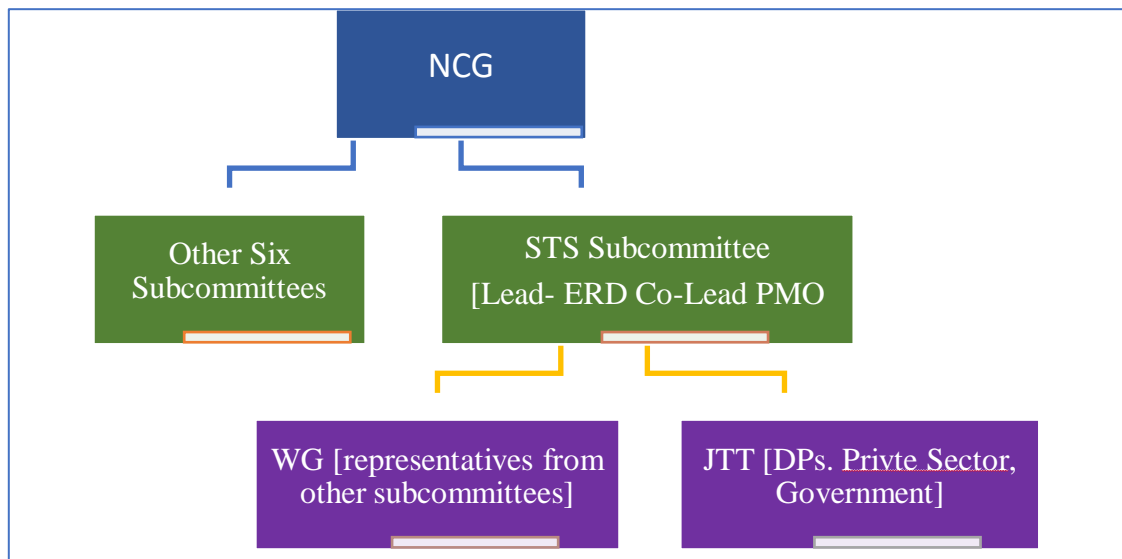 NCG
Other Six
Subcommittees
STS Subcommittee
[Lead- ERD Co-Lead PMO
WG [representatives from
other subcommittees]
JTT [DPs. Privte Sector,
Government]